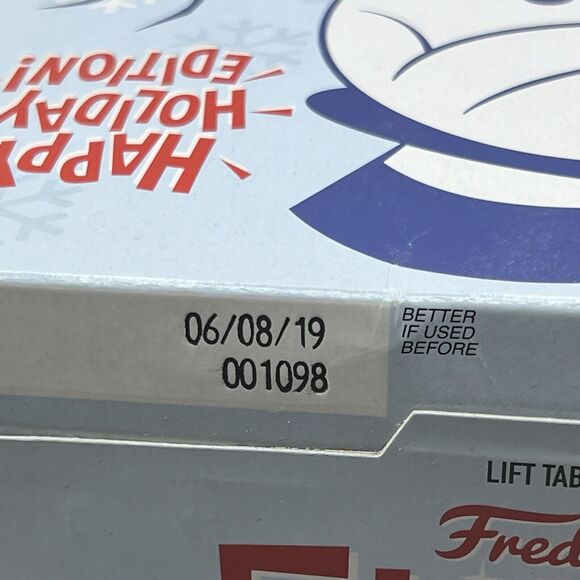 HAPPY
HOLIDAY
EDITION!
06/08/19
001098
BETTER
IF USED
BEFORE
LIFT TAB